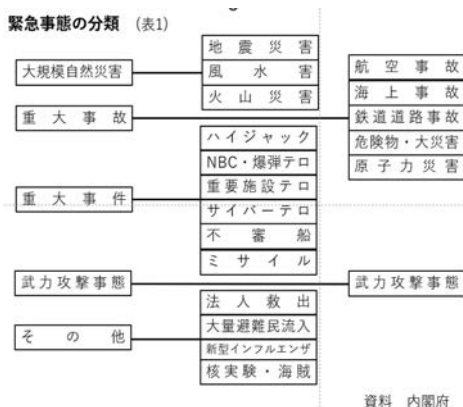 緊急事態の分類 (表1)
大規模自然災害
地震災害
風水害
火山災害
重大事故
航空事故
海上事故
鉄道道路事故
危険物・大災害
原子力災害
重大事件
ハイジャック
NBC・爆弾テロ
重要施設テロ
サイバーテロ
不審船
ミサイル
武力攻撃事態
武力攻撃事態
その他
法人救出
大量避難民流入
新型インフルエンザ
核実験・海賊
資料 内閣府